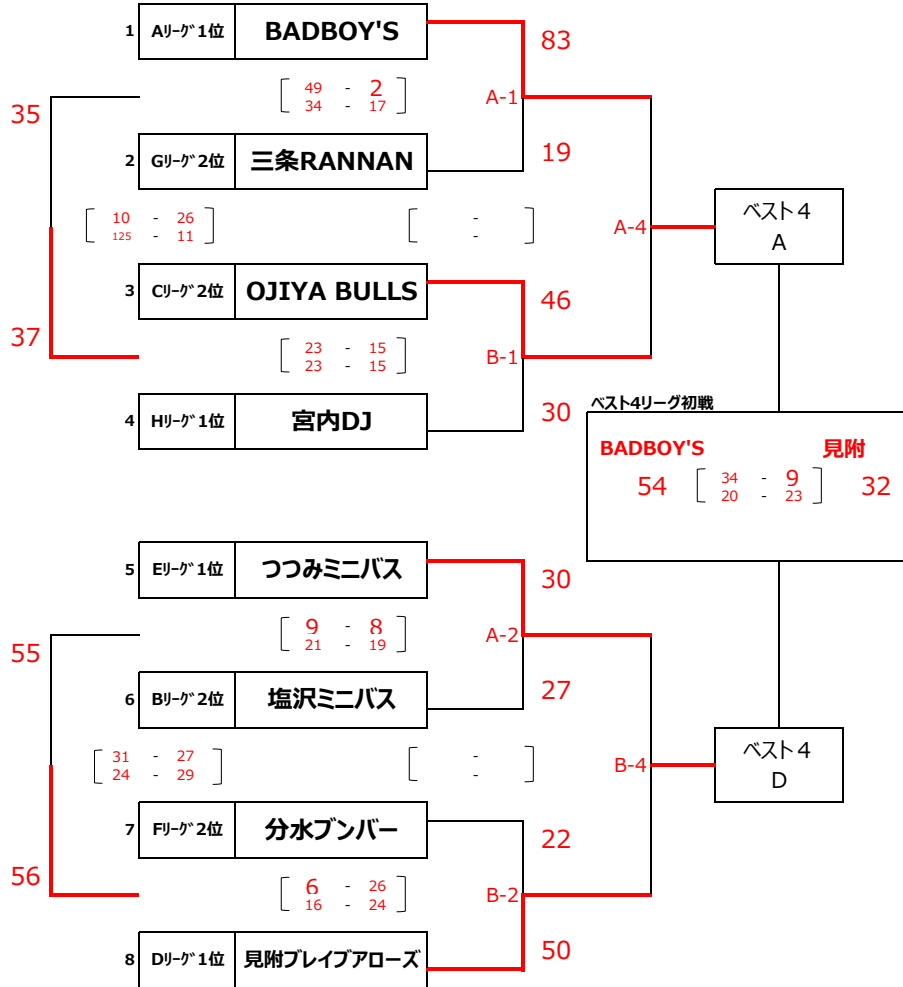 1 Aﾘｰｸﾞ1位 BADBOY'S 83
49 - 2
34 - 17
A-1
35
2 Gﾘｰｸﾞ2位 三条RANNAN 19
10 - 26
125 - 11
-
-
A-4
ベスト４
A
3 Cﾘｰｸﾞ2位 OJIYA BULLS 46
37
23 - 15
23 - 15
B-1
4 Hﾘｰｸﾞ1位 宮内DJ 30
ベスト4リーグ初戦
BADBOY'S 見附
54 34 - 9 32
20 - 23
5 Eﾘｰｸﾞ1位 つつみミニバス 30
9 - 8
21 - 19
A-2
55
6 Bﾘｰｸﾞ2位 塩沢ミニバス 27
31 - 27
24 - 29
-
-
B-4
ベスト４
D
7 Fﾘｰｸﾞ2位 分水ブンバー 22
56
6 - 26
16 - 24
B-2
8 Dﾘｰｸﾞ1位 見附ブレイブアローズ 50